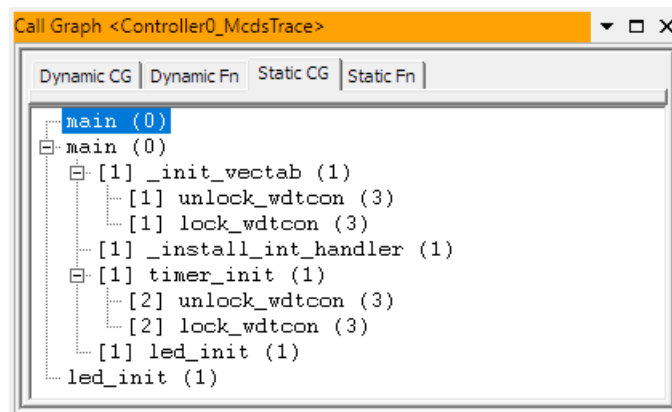 Call Graph <Controller0_McdsTrace>
Dynamic CG Dynamic Fn Static CG Static Fn
main (0)
main (0)
[1] _init_vectab (1)
[1] unlock_wdtcon (3)
[1] lock_wdtcon (3)
[1] _install_int_handler (1)
[1] timer_init (1)
[2] unlock_wdtcon (3)
[2] lock_wdtcon (3)
[1] led_init (1)
led_init (1)